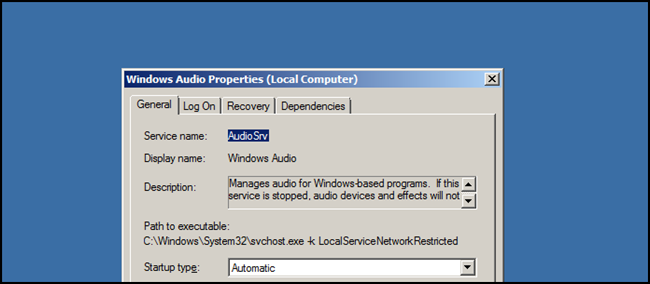 Windows Audio Properties (Local Computer)
General Log On Recovery Dependencies
Service name: AudioSrv
Display name: Windows Audio
Description: Manages audio for Windows-based programs. If this
service is stopped, audio devices and effects will not
Path to executable:
C:\Windows\System32\svchost.exe -k LocalServiceNetworkRestricted
Startup type: Automatic